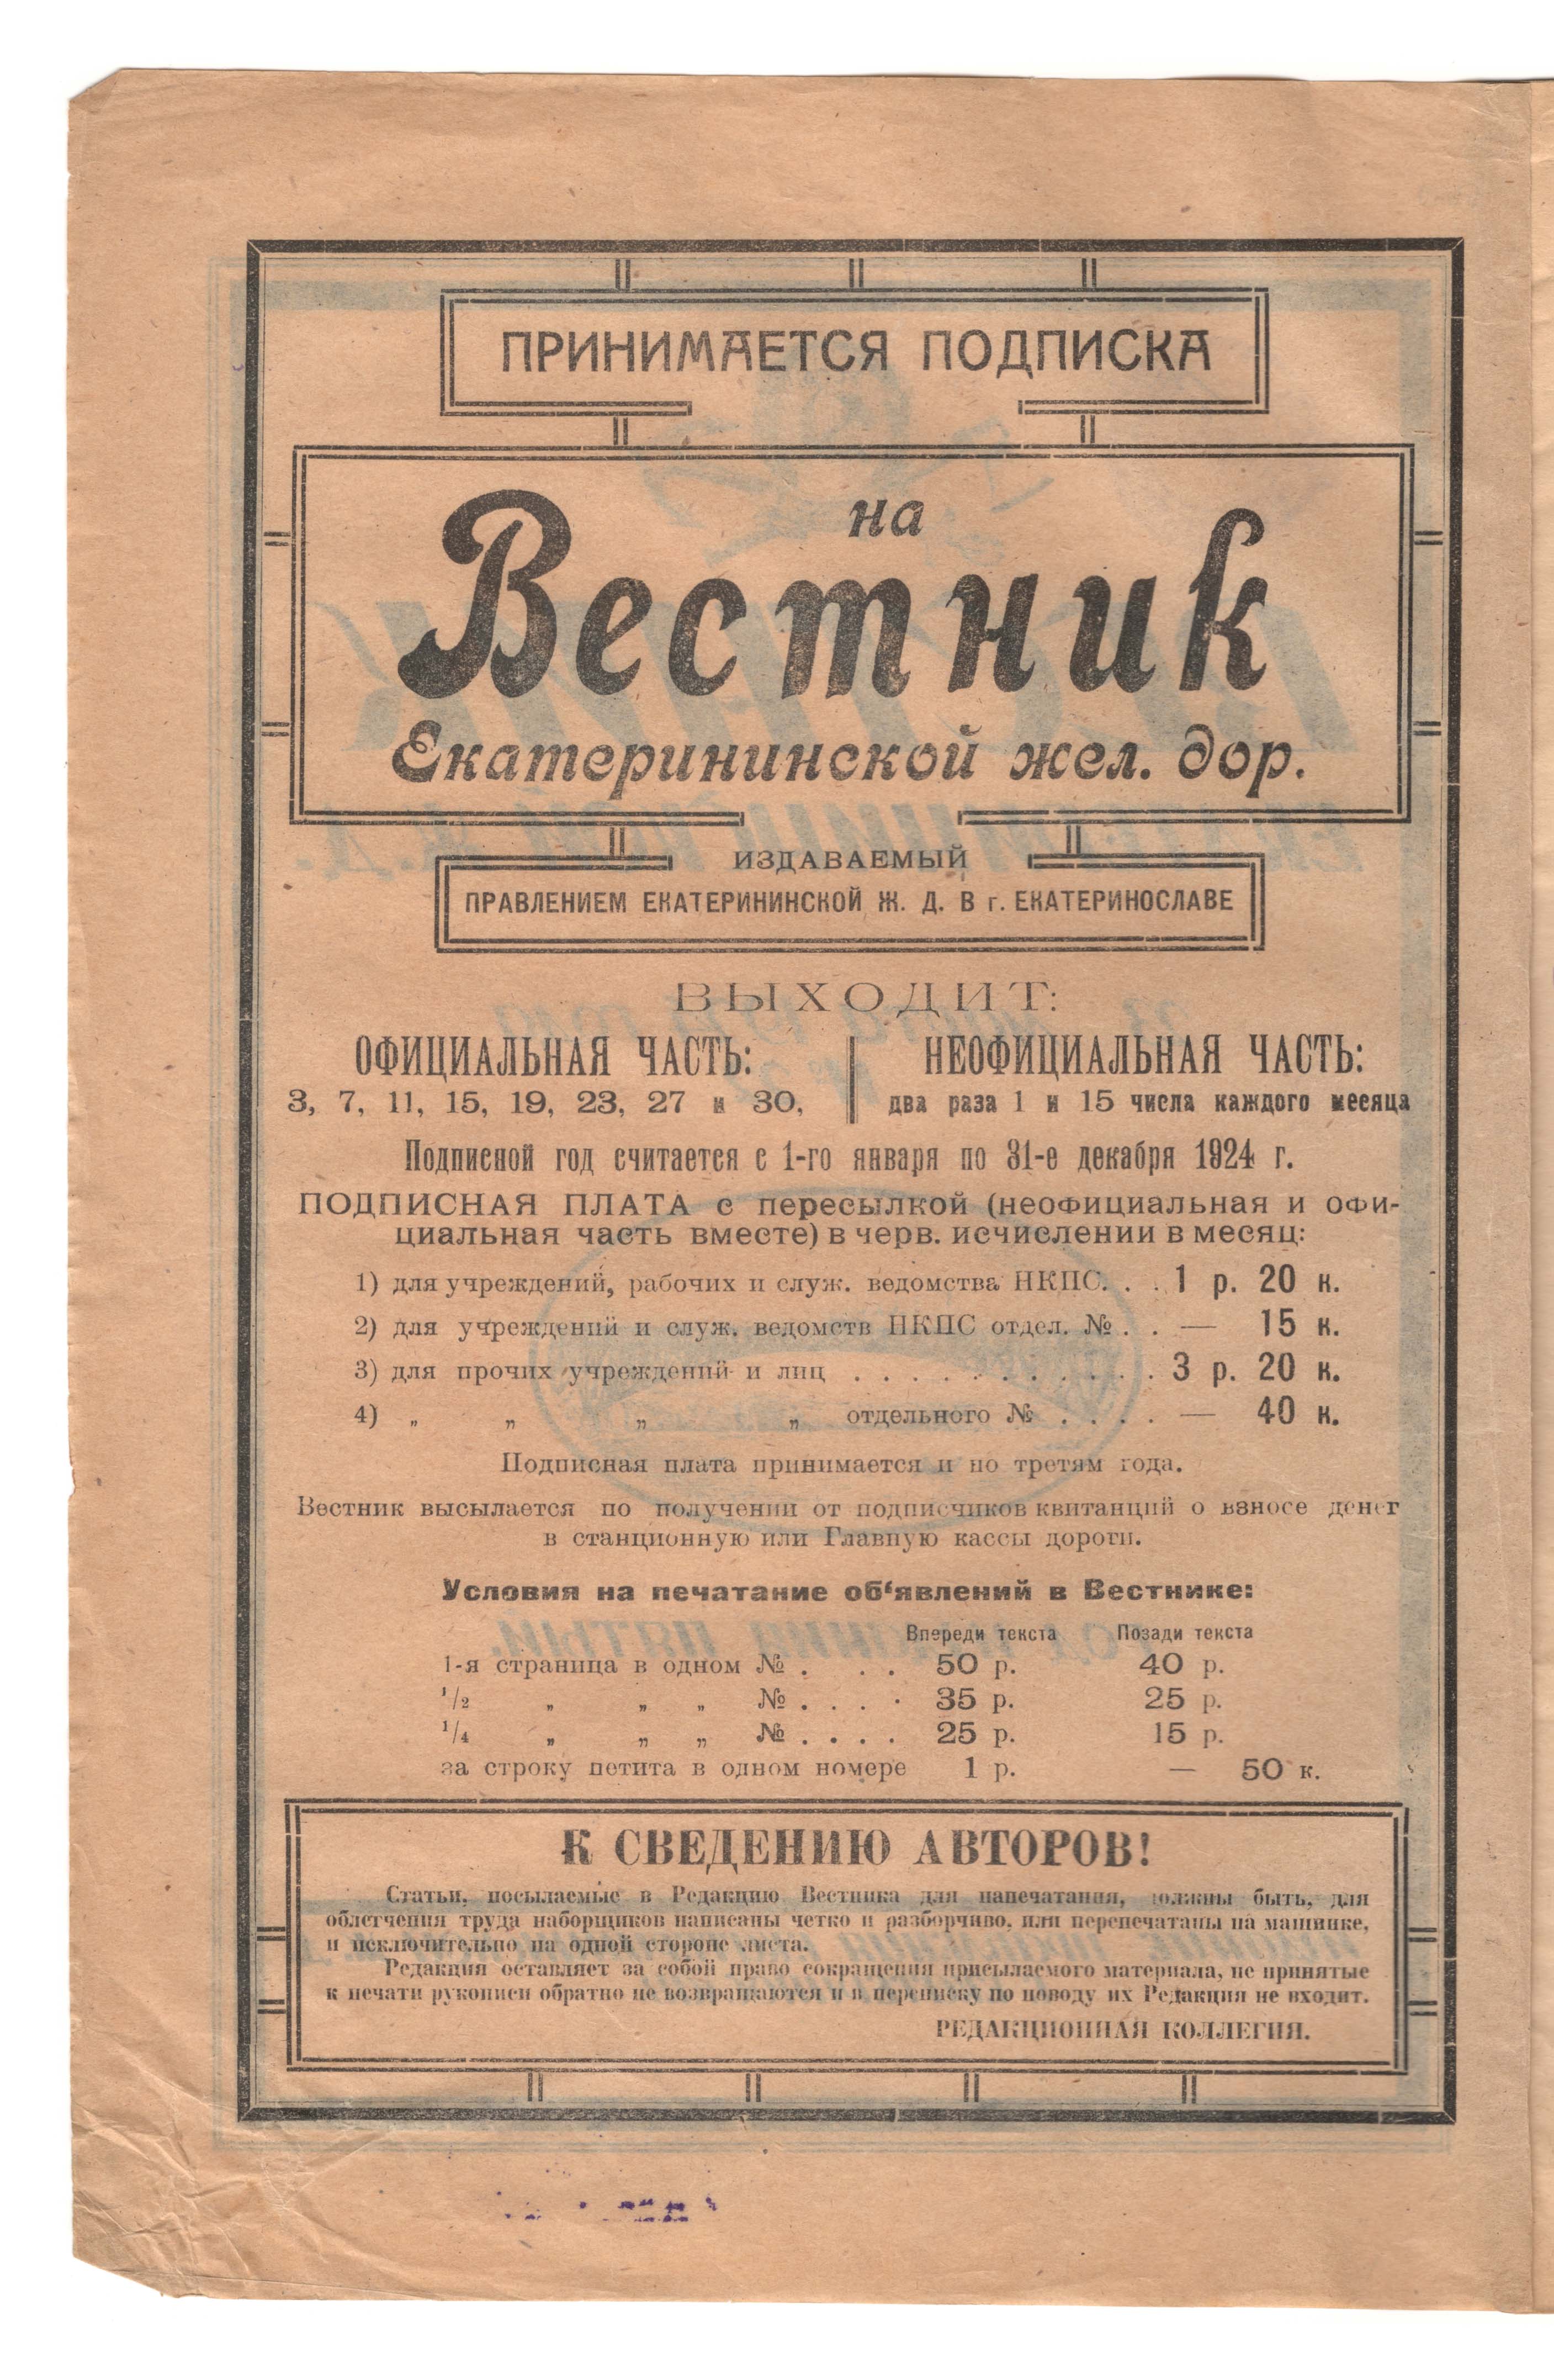 ПРИНИМАЕТСЯ ПОДПИСКА
на
Вестник
Екатерининской жел. дор.
ИЗДАВАЕМЫЙ
ПРАВЛЕНИЕМ ЕКАТЕРИНИНСКОЙ Ж. Д. В г. ЕКАТЕРИНОСЛАВЕ
ВЫХОДИТ:
ОФИЦИАЛЬНАЯ ЧАСТЬ:
3, 7, 11, 15, 19, 23, 27 и 30,
НЕОФИЦИАЛЬНАЯ ЧАСТЬ:
два раза 1 и 15 числа каждого месяца
Подписной год считается с 1-го января по 31-е декабря 1924 г.
ПОДПИСНАЯ ПЛАТА с пересылкой (неофициальная и офи-
циальная часть вместе) в черв. исчислении в месяц:
1) для учреждений, рабочих и служ. ведомства НКПС. . . 1 р. 20 к.
2) для учреждений и служ. ведомств НКПС отдел. № . . — 15 к.
3) для прочих учреждений и лиц . . . . . . . . . . . 3 р. 20 к.
4) „ „ „ „ отдельного № . . . . — 40 к.
Подписная плата принимается и по третям года.
Вестник высылается по получении от подписчиков квитанций о взносе денег
в станционную или Главную кассы дороги.
Условия на печатание об‘явлений в Вестнике:
Впереди текста Позади текста
1-я страница в одном № . . . 50 р. 40 р.
1/2 „ „ „ № . . . . 35 р. 25 р.
1/4 „ „ „ № . . . . 25 р. 15 р.
за строку петита в одном номере 1 р. — 50 к.
К СВЕДЕНИЮ АВТОРОВ!
Статьи, посылаемые в Редакцию Вестника для напечатания, должны быть, для
облегчения труда наборщиков написаны четко и разборчиво, или перепечатаны на машинке,
и исключительно на одной стороне листа.
Редакция оставляет за собой право сокращения присылаемого материала, не принятые
к печати рукописи обратно не возвращаются и в переписку по поводу их Редакция не входит.
РЕДАКЦИОННАЯ КОЛЛЕГИЯ.